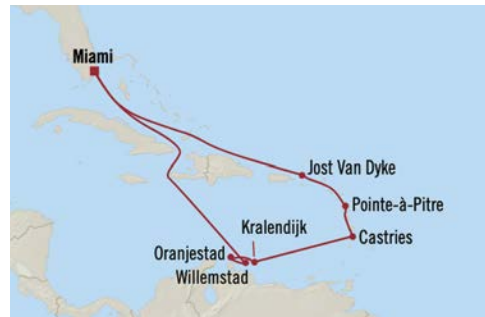 Miami
Jost Van Dyke
Pointe-à-Pitre
Kralendijk
Castries
Oranjestad
Willemstad